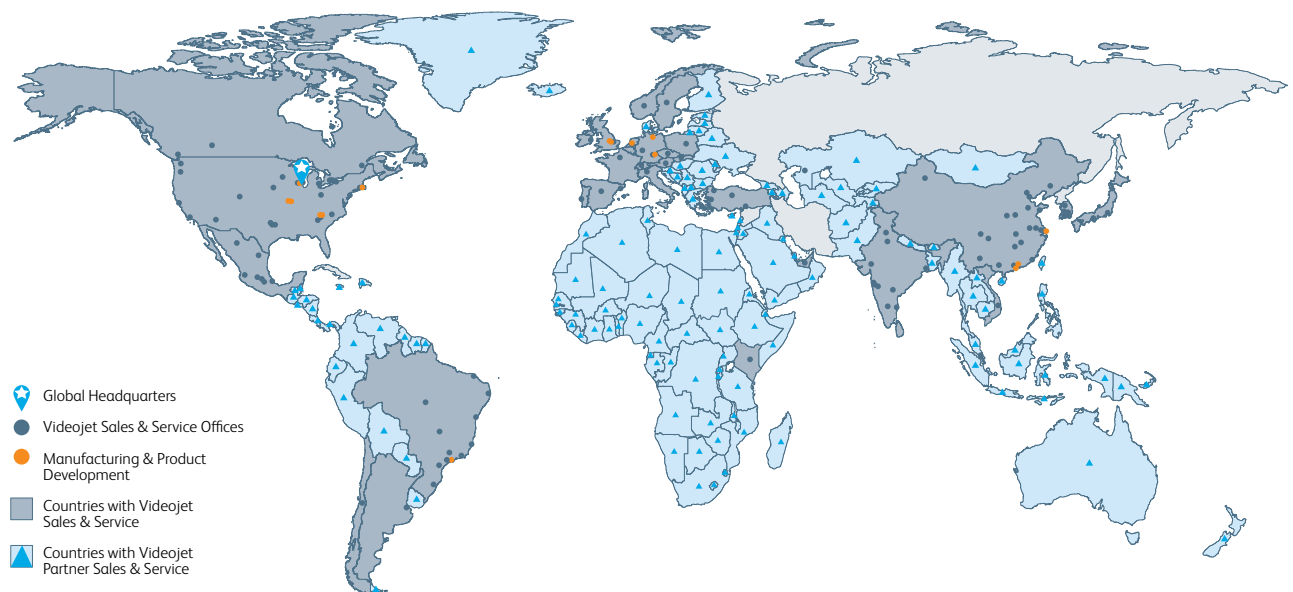 Global Headquarters
Videojet Sales & Service Offices
Manufacturing & Product
Development
Countries with Videojet
Sales & Service
Countries with Videojet
Partner Sales & Service